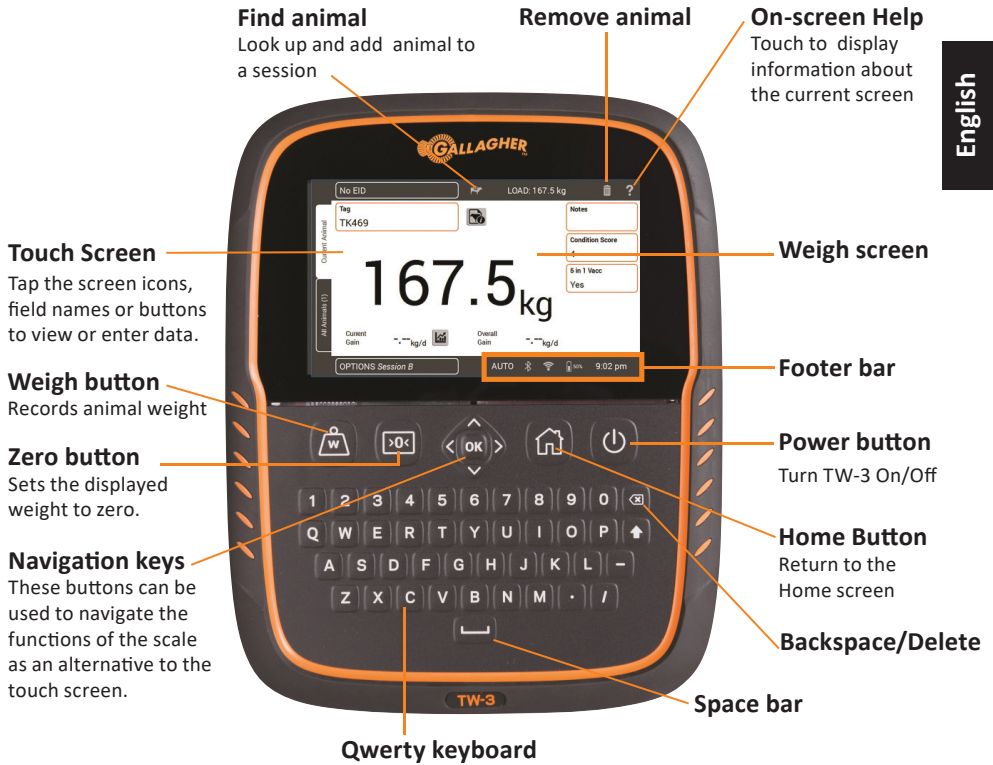 Find animal
Look up and add animal to
a session
Remove animal
On-screen Help
Touch to display
information about
the current screen
English
GALLAGHER
No EID
LOAD: 167.5 kg
?
Tag
TK469
Notes
Current Animal
Condition Score
4
167.5kg
5 in 1 Vacc
Yes
All Animals (1)
Current
Gain
-.--kg/d
Overall
Gain
-.--kg/d
OPTIONS Session B
AUTO
50%
9:02 pm
Touch Screen
Tap the screen icons,
field names or buttons
to view or enter data.
Weigh screen
Footer bar
Weigh button
Records animal weight
Zero button
Sets the displayed
weight to zero.
Navigation keys
These buttons can be
used to navigate the
functions of the scale
as an alternative to the
touch screen.
W
>0<
OK
Power button
Turn TW-3 On/Off
Home Button
Return to the
Home screen
Backspace/Delete
1 2 3 4 5 6 7 8 9 0
Q W E R T Y U I O P
A S D F G H J K L -
Z X C V B N M . /
Space bar
TW-3
Qwerty keyboard